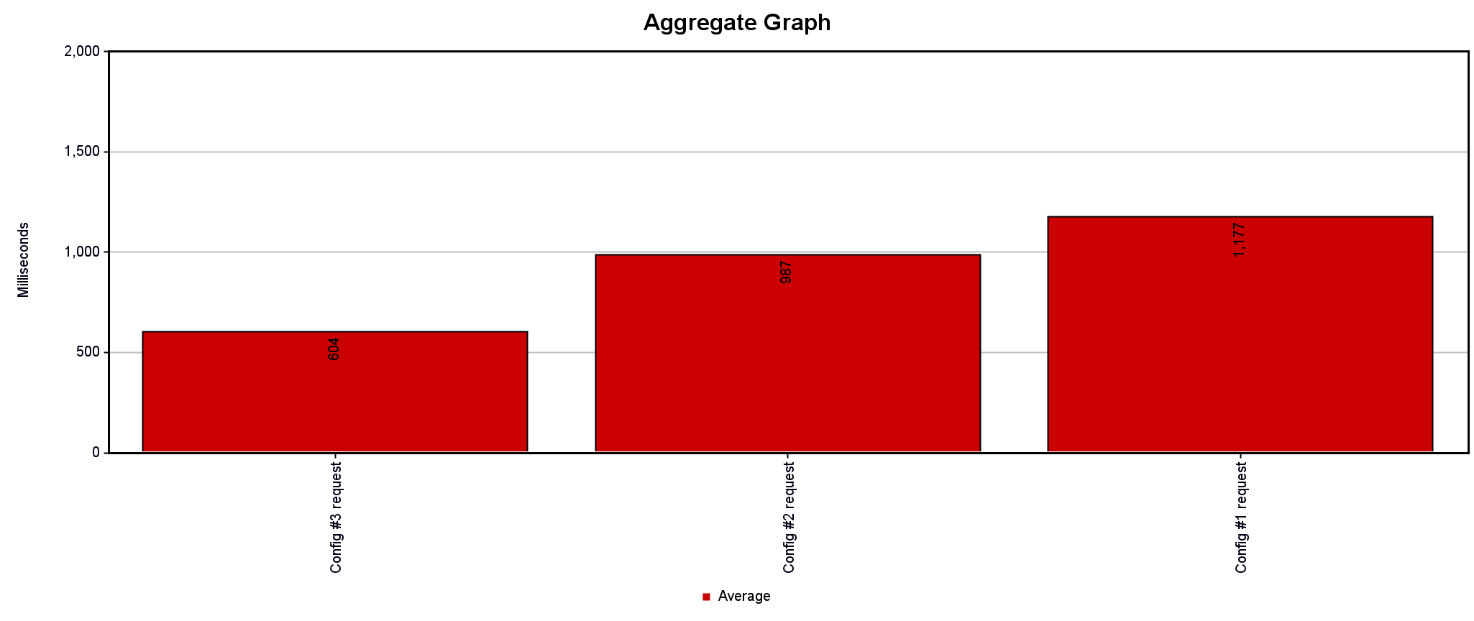 Aggregate Graph
2,000
1,500
1,000
500
0
Milliseconds
604
987
1,177
Config #3 request
Config #2 request
Config #1 request
Average